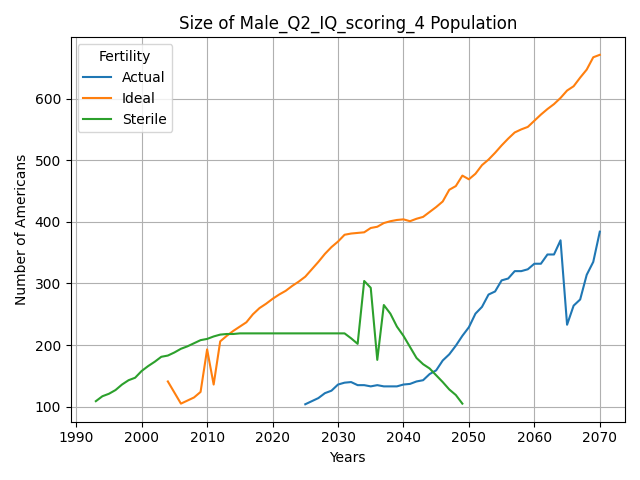 Size of Male_Q2_IQ_scoring_4 Population
Fertility
Actual
Ideal
Sterile
Number of Americans
600
500
400
300
200
100
1990
2000
2010
2020
2030
2040
2050
2060
2070
Years